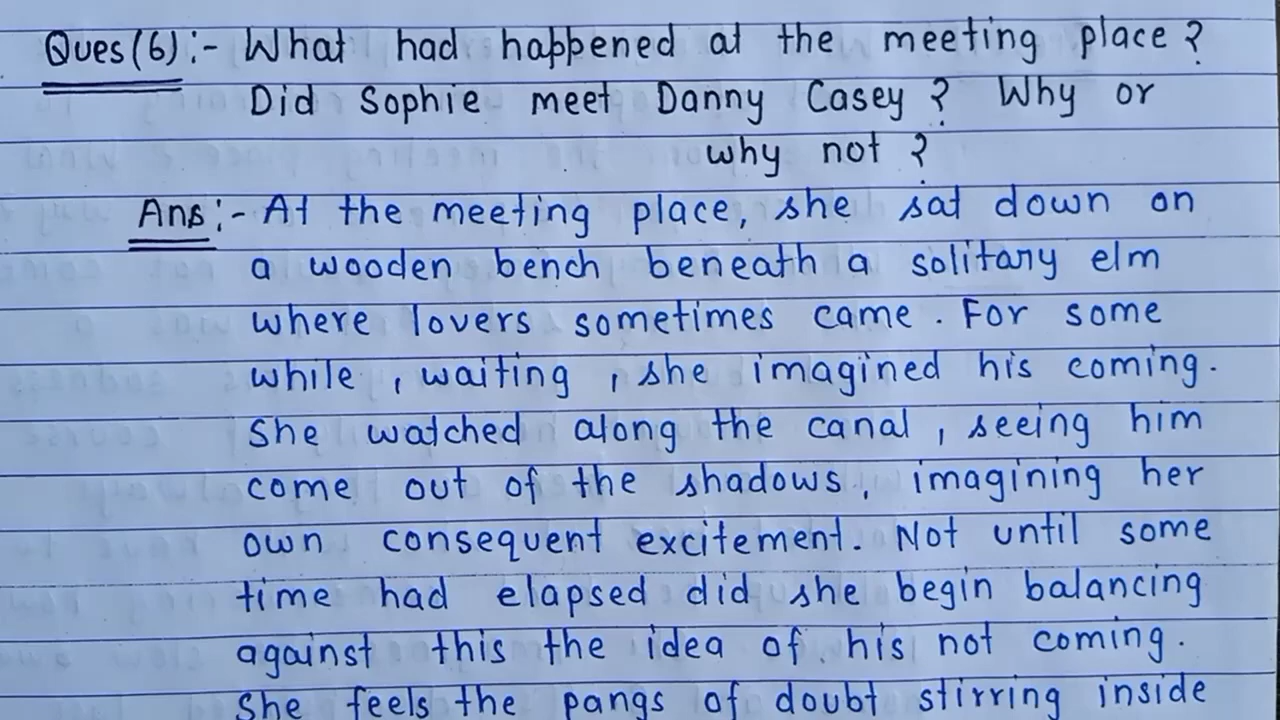 Ques(6):- What had happened at the meeting place?
Did Sophie meet Danny Casey? Why or
why not?
Ans:- At the meeting place, she sat down on
a wooden bench beneath a solitary elm
where lovers sometimes came. For some
while, waiting, she imagined his coming.
She watched along the canal, seeing him
come out of the shadows, imagining her
own consequent excitement. Not until some
time had elapsed did she begin balancing
against this the idea of his not coming.
She feels the pangs of doubt stirring inside